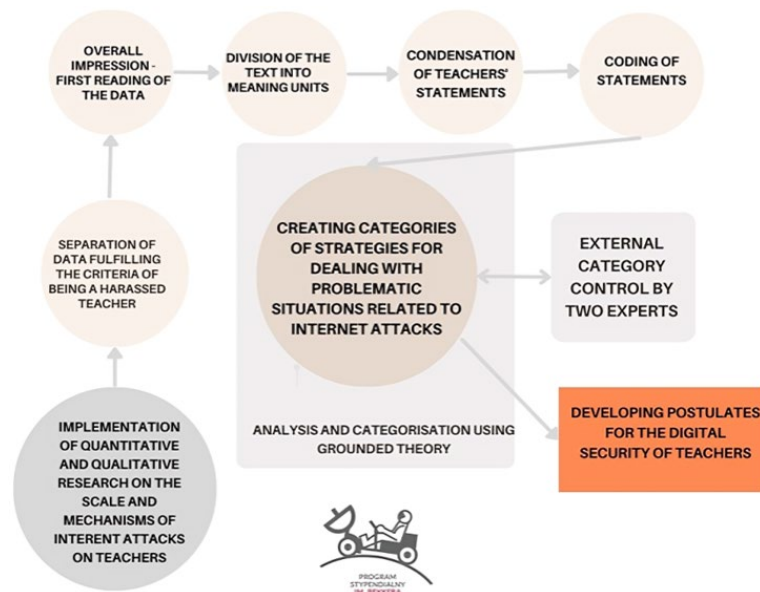 OVERALL
IMPRESSION -
FIRST READING OF
THE DATA
DIVISION OF THE
TEXT INTO
MEANING UNITS
CONDENSATION
OF TEACHERS'
STATEMENTS
CODING OF
STATEMENTS
SEPARATION OF
DATA FULFILLING
THE CRITERIA OF
BEING A HARASSED
TEACHER
CREATING CATEGORIES
OF STRATEGIES FOR
DEALING WITH
PROBLEMATIC
SITUATIONS RELATED TO
INTERNET ATTACKS
EXTERNAL
CATEGORY
CONTROL BY
TWO EXPERTS
IMPLEMENTATION
OF QUANTITATIVE
AND QUALITATIVE
RESEARCH ON THE
SCALE AND
MECHANISMS OF
INTERENT ATTACKS
ON TEACHERS
ANALYSIS AND CATEGORISATION USING
GROUNDED THEORY
DEVELOPING POSTULATES
FOR THE DIGITAL
SECURITY OF TEACHERS
PROGRAM
STYPENDIALNY